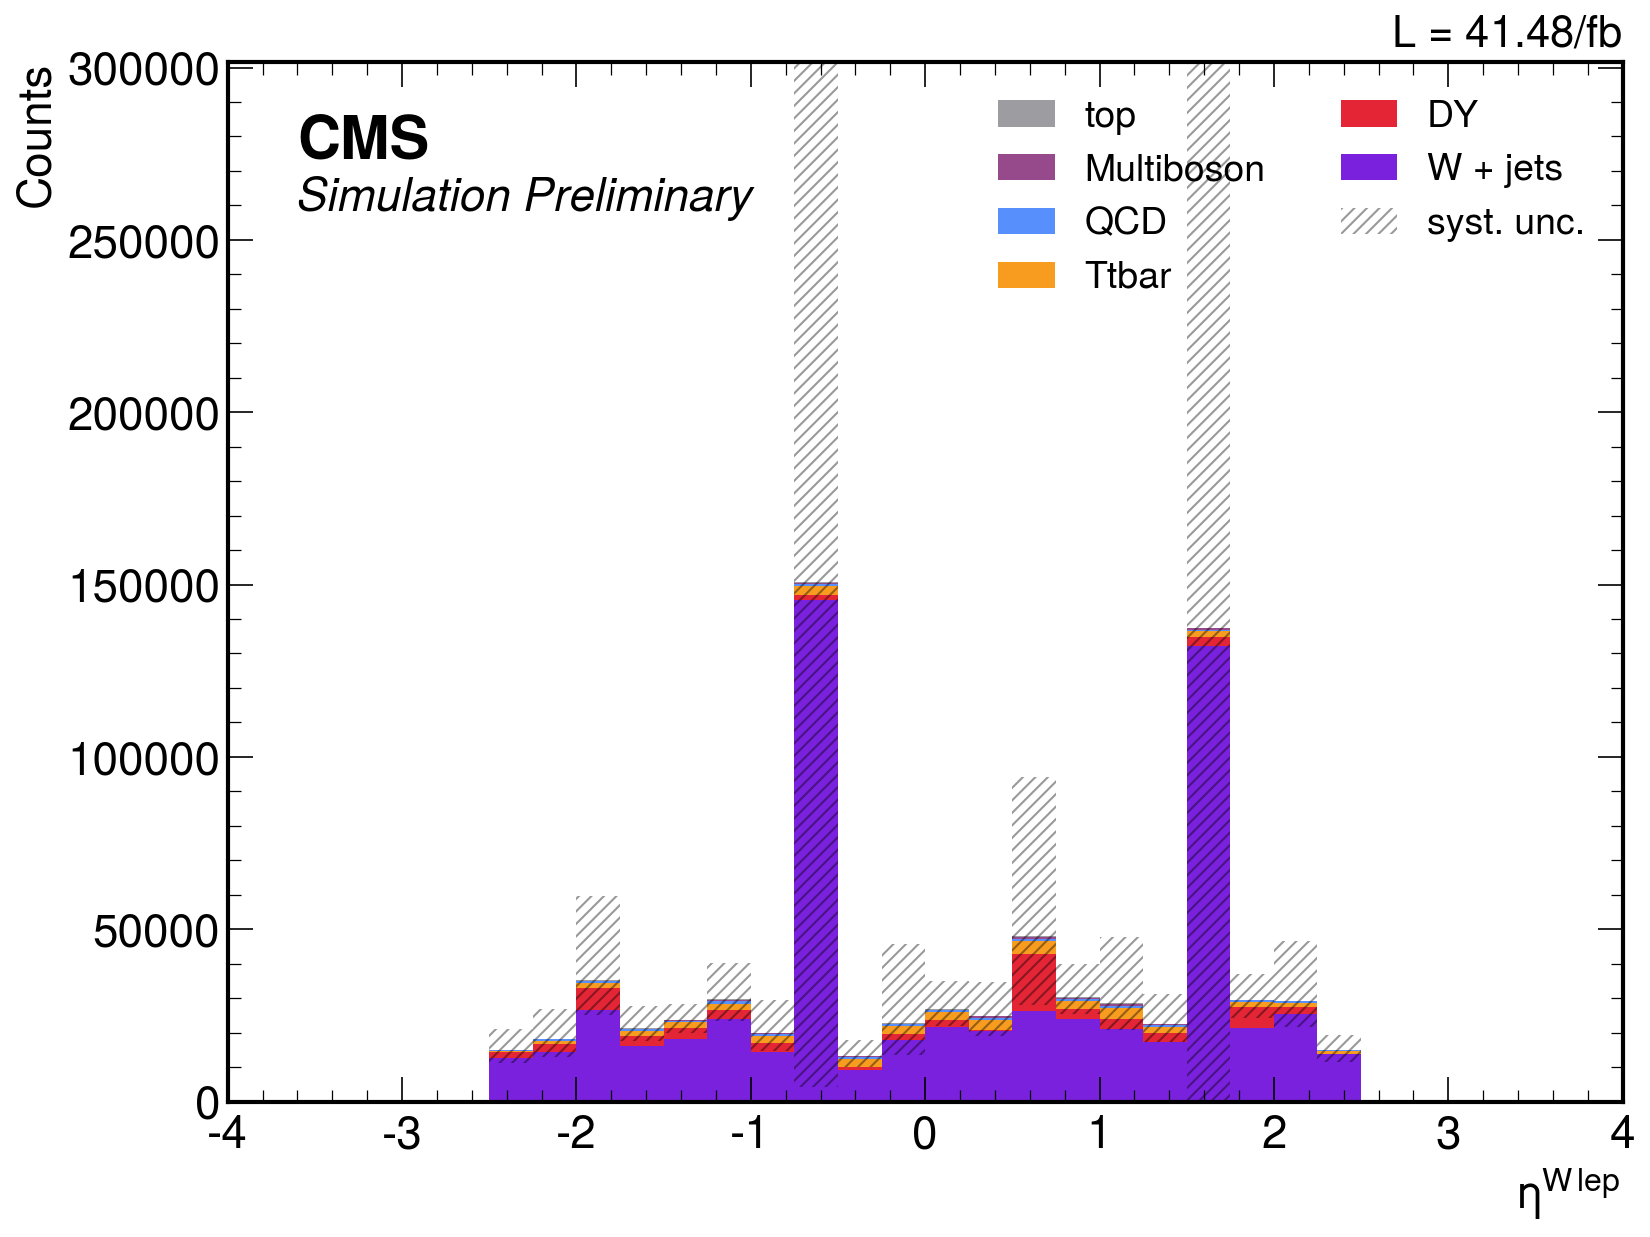 L = 41.48/fb
Counts
300000
250000
200000
150000
100000
50000
0
CMS
Simulation Preliminary
top
Multiboson
QCD
Ttbar
DY
W + jets
syst. unc.
-4 -3 -2 -1 0 1 2 3 4
η^W lep